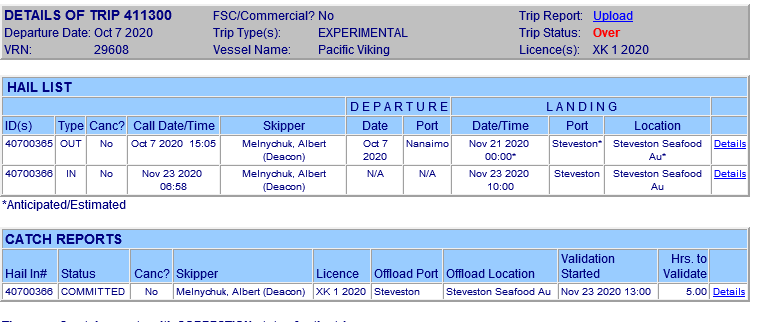 DETAILS OF TRIP 411300 FSC/Commercial? No Trip Report: Upload
Departure Date: Oct 7 2020 Trip Type(s): EXPERIMENTAL Trip Status: Over
VRN: 29608 Vessel Name: Pacific Viking Licence(s): XK 1 2020
HAIL LIST
DEPARTURE LANDING
ID(s) Type Canc? Call Date/Time Skipper Date Port Date/Time Port Location
40700365 OUT No Oct 7 2020 15:05 Melnychuk, Albert (Deacon) Oct 7 2020 Nanaimo Nov 21 2020 00:00* Steveston* Steveston Seafood Au* Details
40700366 IN No Nov 23 2020 06:58 Melnychuk, Albert (Deacon) N/A N/A Nov 23 2020 10:00 Steveston Steveston Seafood Au Details
*Anticipated/Estimated
CATCH REPORTS
Hail In# Status Canc? Skipper Licence Offload Port Offload Location Validation Started Hrs. to Validate
40700366 COMMITTED No Melnychuk, Albert (Deacon) XK 1 2020 Steveston Steveston Seafood Au Nov 23 2020 13:00 5.00 Details